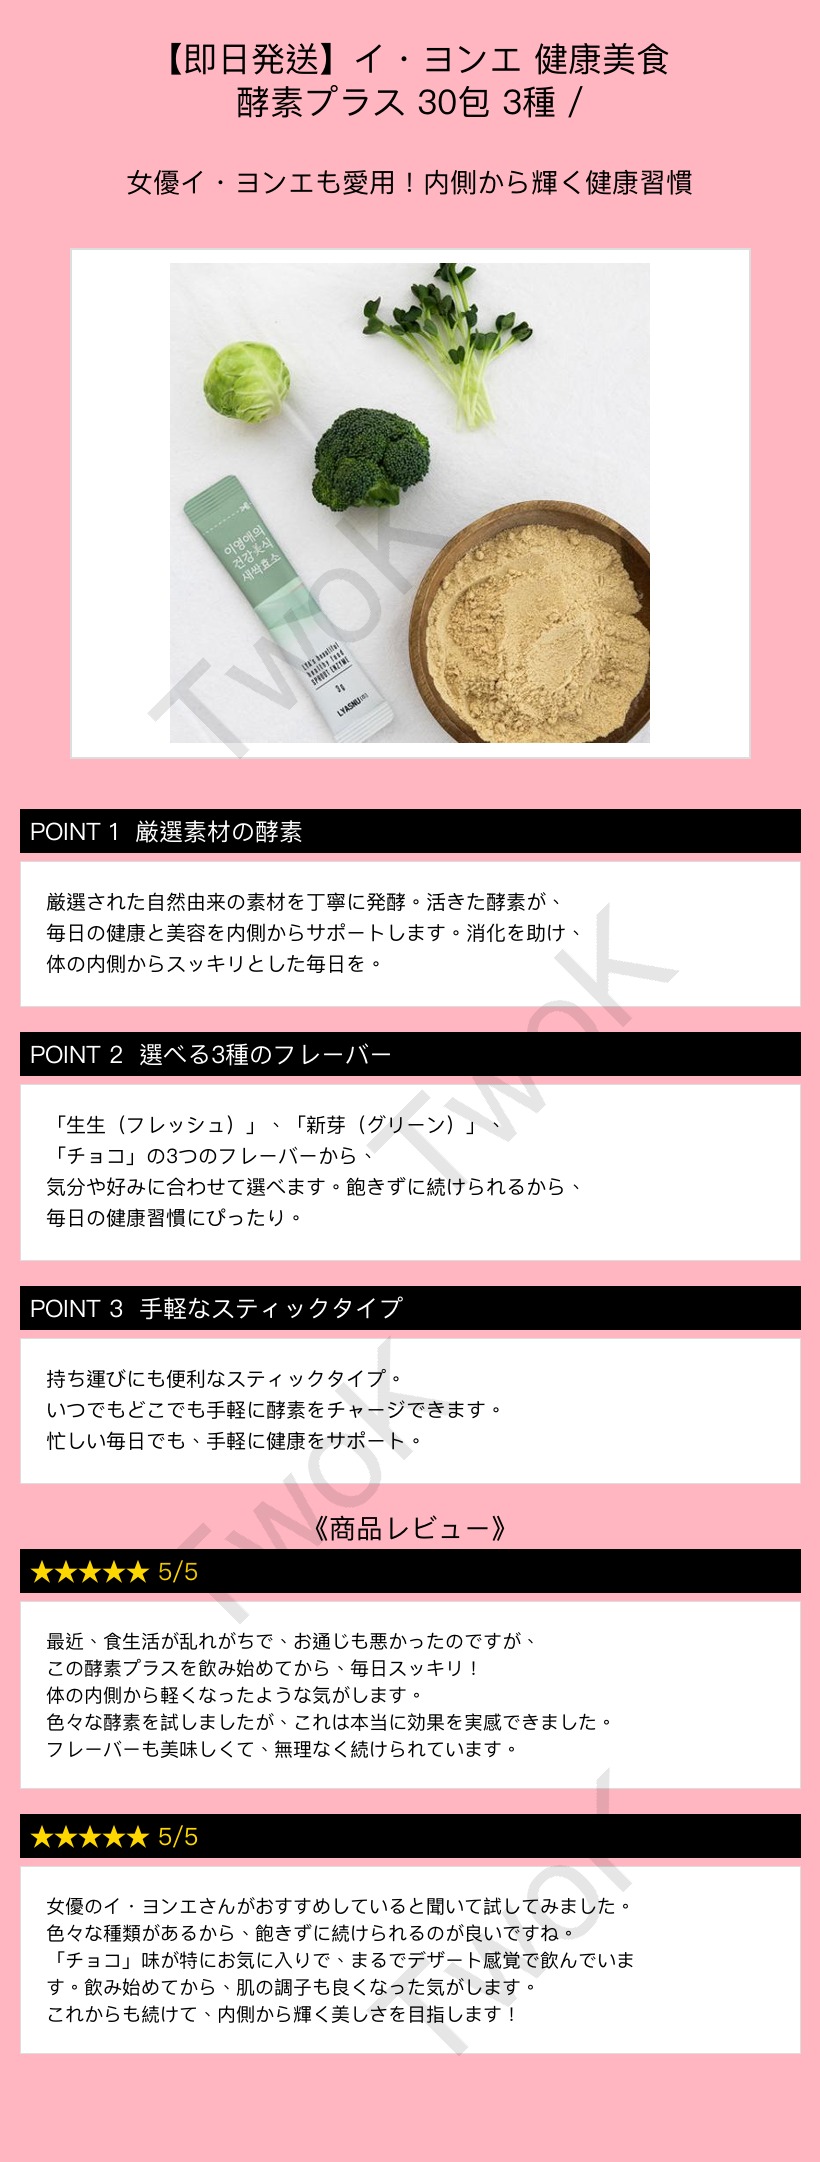 【即日発送】イ・ヨンエ 健康美食
酵素プラス 30包 3種 /
女優イ・ヨンエも愛用！内側から輝く健康習慣
이영애의
건강美식
새싹효소
LYA's beautiful
healthy food
SPROUT ENZYME
3g
LYASNU
TwoK
POINT 1 厳選素材の酵素
厳選された自然由来の素材を丁寧に発酵。活きた酵素が、
毎日の健康と美容を内側からサポートします。消化を助け、
体の内側からスッキリとした毎日を。
TwoK
POINT 2 選べる3種のフレーバー
「生生（フレッシュ）」、「新芽（グリーン）」、
「チョコ」の3つのフレーバーから、
気分や好みに合わせて選べます。飽きずに続けられるから、
毎日の健康習慣にぴったり。
POINT 3 手軽なスティックタイプ
持ち運びにも便利なスティックタイプ。
いつでもどこでも手軽に酵素をチャージできます。
忙しい毎日でも、手軽に健康をサポート。
TwoK
《商品レビュー》
★★★★★ 5/5
最近、食生活が乱れがちで、お通じも悪かったのですが、
この酵素プラスを飲み始めてから、毎日スッキリ！
体の内側から軽くなったような気がします。
色々な酵素を試しましたが、これは本当に効果を実感できました。
フレーバーも美味しくて、無理なく続けられています。
★★★★★ 5/5
女優のイ・ヨンエさんがおすすめしていると聞いて試してみました。
色々な種類があるから、飽きずに続けられるのが良いですね。
「チョコ」味が特にお気に入りで、まるでデザート感覚で飲んでいま
す。飲み始めてから、肌の調子も良くなった気がします。
これからも続けて、内側から輝く美しさを目指します！
TwoK